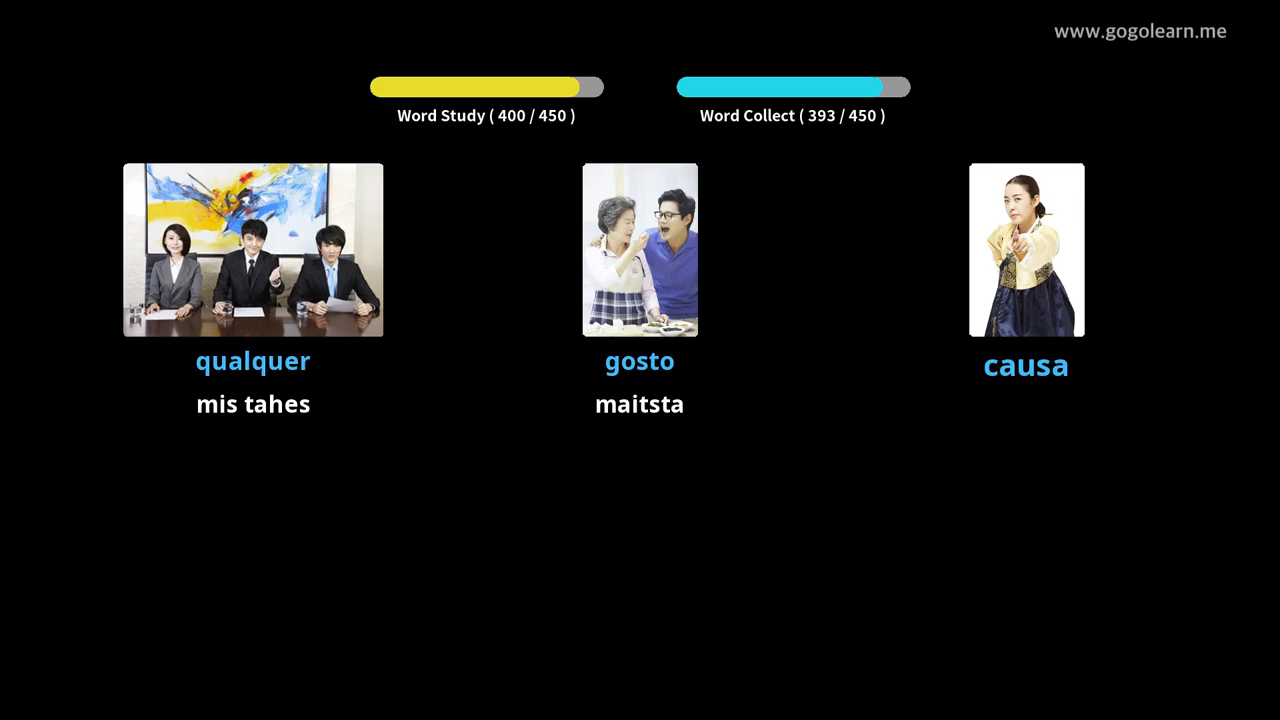 www.gogolearn.me
Word Study ( 400 / 450 )
Word Collect ( 393 / 450 )
qualquer
mis tahes
gosto
maitsta
causa